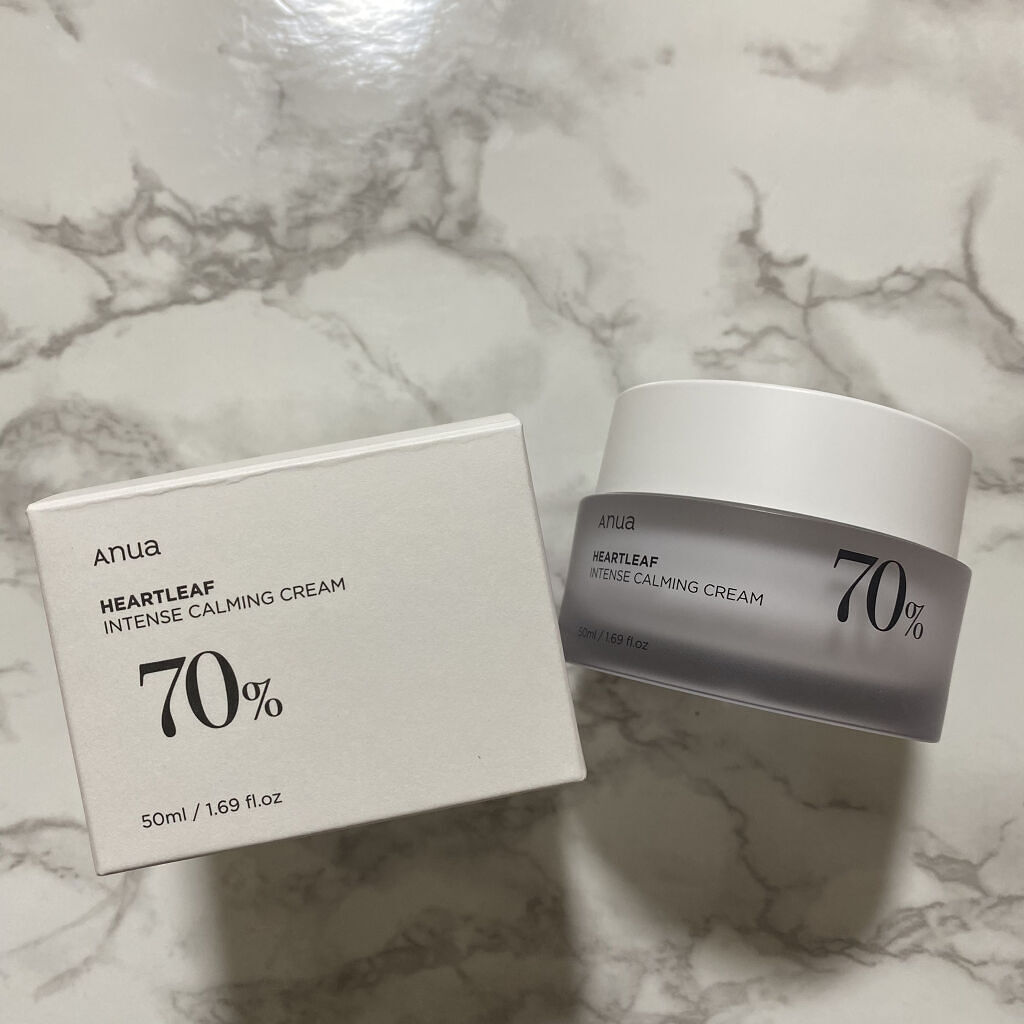 Anua
HEARTLEAF
INTENSE CALMING CREAM
70%
50ml / 1.69 fl.oz
Anua
HEARTLEAF
INTENSE CALMING CREAM
70%
50ml / 1.69 fl.oz